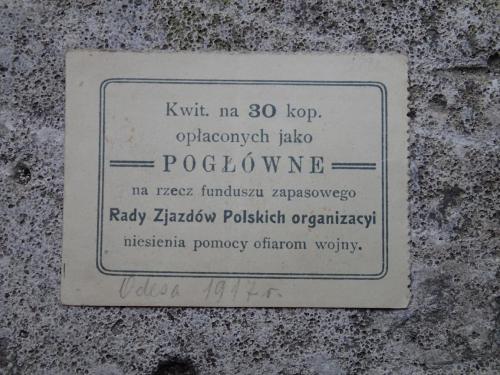 Kwit. na 30 kop.
opłaconych jako
POGŁÓWNE
na rzecz funduszu zapasowego
Rady Zjazdów Polskich organizacyi
niesienia pomocy ofiarom wojny.
Odesa 1917 r.